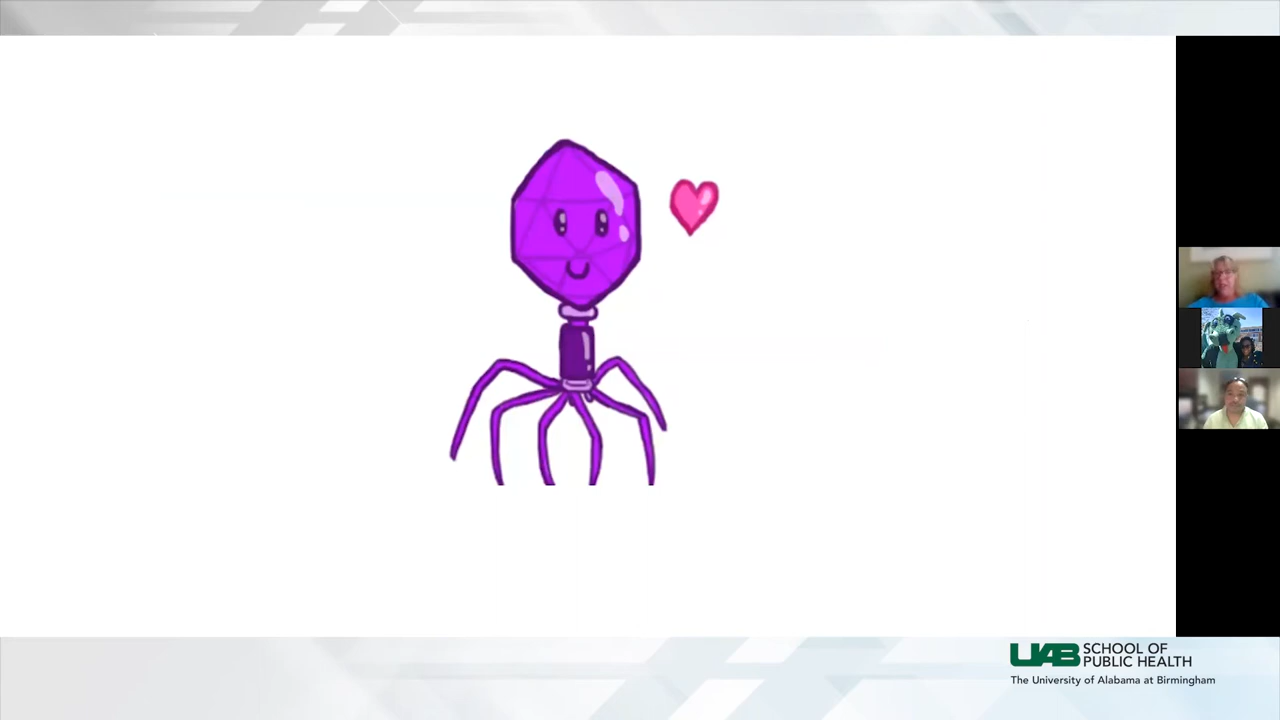 UAB SCHOOL OF
PUBLIC HEALTH
The University of Alabama at Birmingham